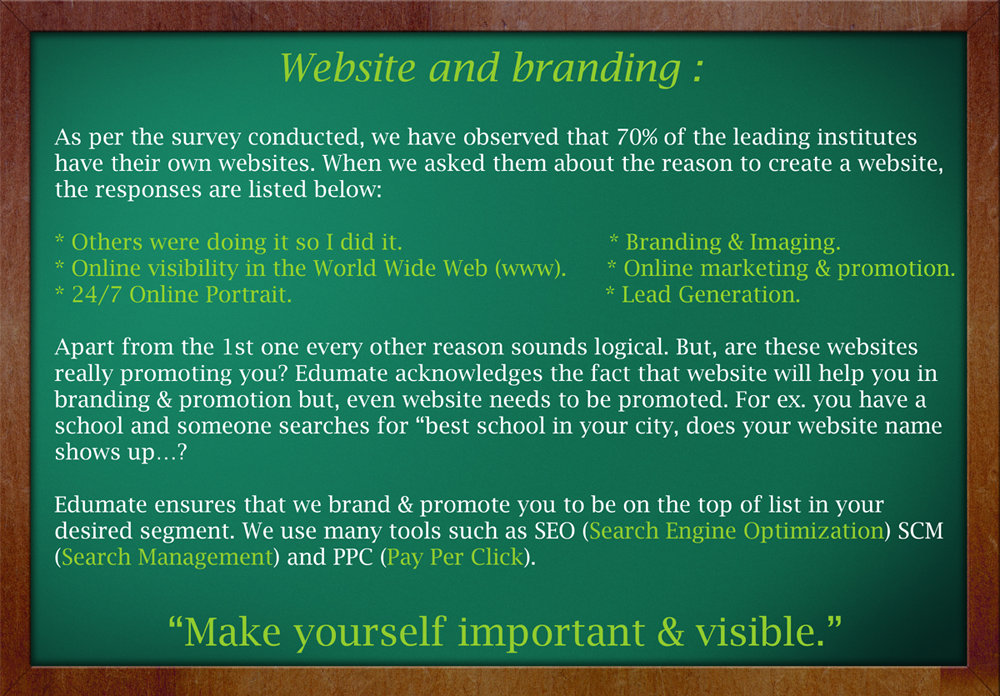 Website and branding :
As per the survey conducted, we have observed that 70% of the leading institutes
have their own websites. When we asked them about the reason to create a website,
the responses are listed below:
* Others were doing it so I did it.
* Online visibility in the World Wide Web (www).
* 24/7 Online Portrait.
* Branding & Imaging.
* Online marketing & promotion.
* Lead Generation.
Apart from the 1st one every other reason sounds logical. But, are these websites
really promoting you? Edumate acknowledges the fact that website will help you in
branding & promotion but, even website needs to be promoted. For ex. you have a
school and someone searches for “best school in your city, does your website name
shows up…?
Edumate ensures that we brand & promote you to be on the top of list in your
desired segment. We use many tools such as SEO (Search Engine Optimization) SCM
(Search Management) and PPC (Pay Per Click).
“Make yourself important & visible.”